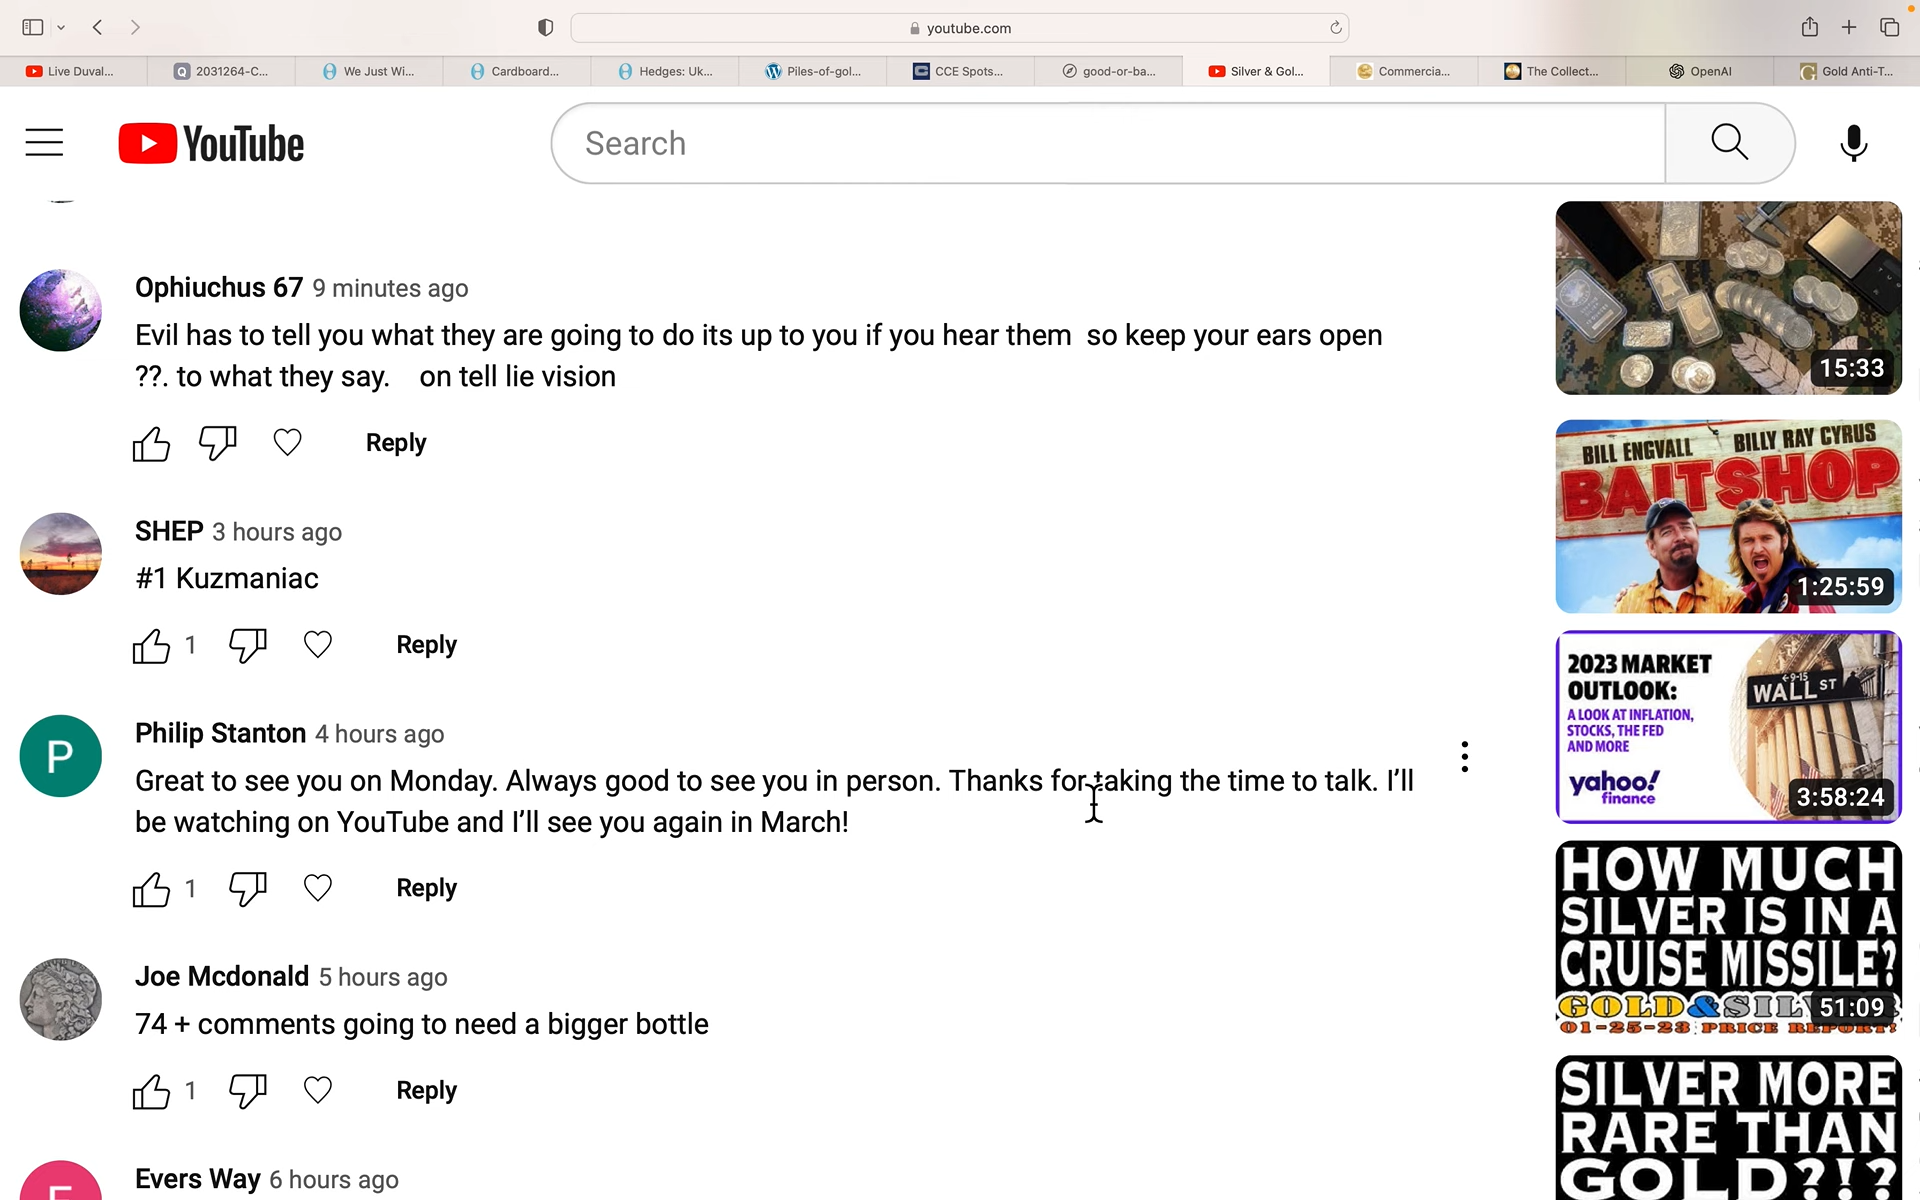 youtube.com
Live Duval...
2031264-C...
We Just Wi...
Cardboard...
Hedges: Uk...
Piles-of-gol...
CCE Spots...
good-or-ba...
Silver & Gol...
Commercia...
The Collect...
OpenAI
Gold Anti-T...
YouTube
Search
Ophiuchus 67 9 minutes ago
Evil has to tell you what they are going to do its up to you if you hear them so keep your ears open
??. to what they say. on tell lie vision
Reply
SHEP 3 hours ago
#1 Kuzmaniac
1 Reply
P
Philip Stanton 4 hours ago
Great to see you on Monday. Always good to see you in person. Thanks for taking the time to talk. I'll
be watching on YouTube and I'll see you again in March!
1 Reply
Joe Mcdonald 5 hours ago
74 + comments going to need a bigger bottle
1 Reply
Evers Way 6 hours ago
15:33
BILL ENGVALL BILLY RAY CYRUS
BAIT SHOP
1:25:59
2023 MARKET
OUTLOOK:
A LOOK AT INFLATION,
STOCKS, THE FED
AND MORE
yahoo!
finance
9-15
WALL ST
3:58:24
HOW MUCH
SILVER IS IN A
CRUISE MISSILE?
GOLD & SIL
51:09
01-25-23 PRICE REPORT!
SILVER MORE
RARE THAN
GOLD?!?